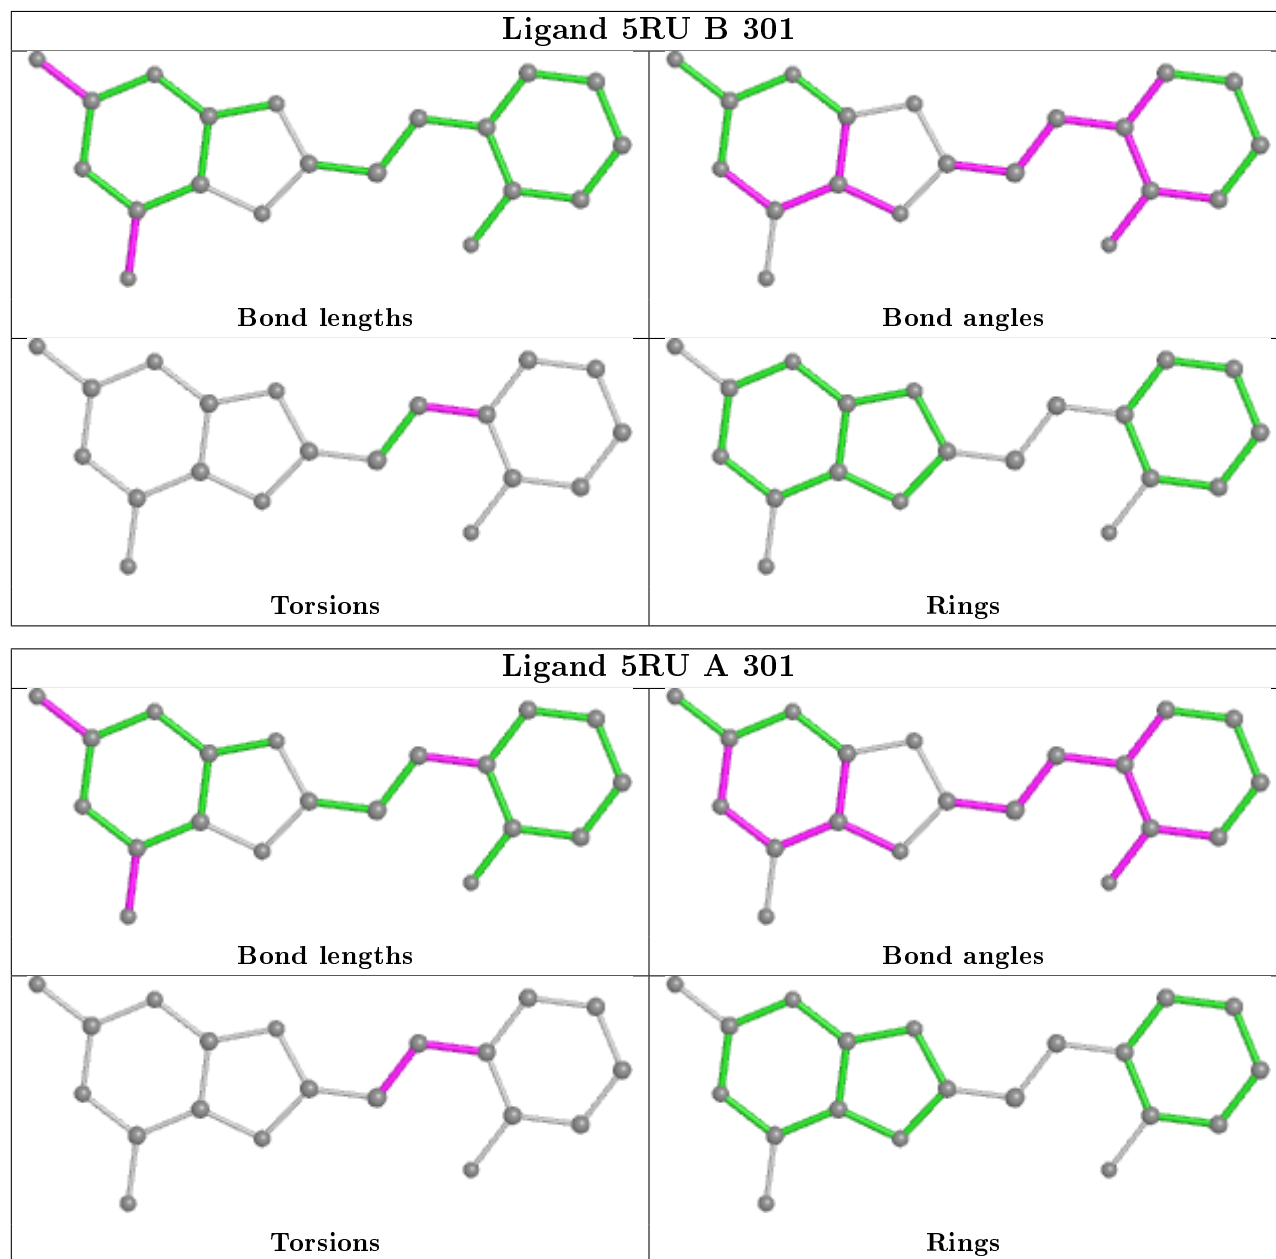 Ligand 5RU B 301
Bond lengths
Bond angles
Torsions
Rings
Ligand 5RU A 301
Bond lengths
Bond angles
Torsions
Rings